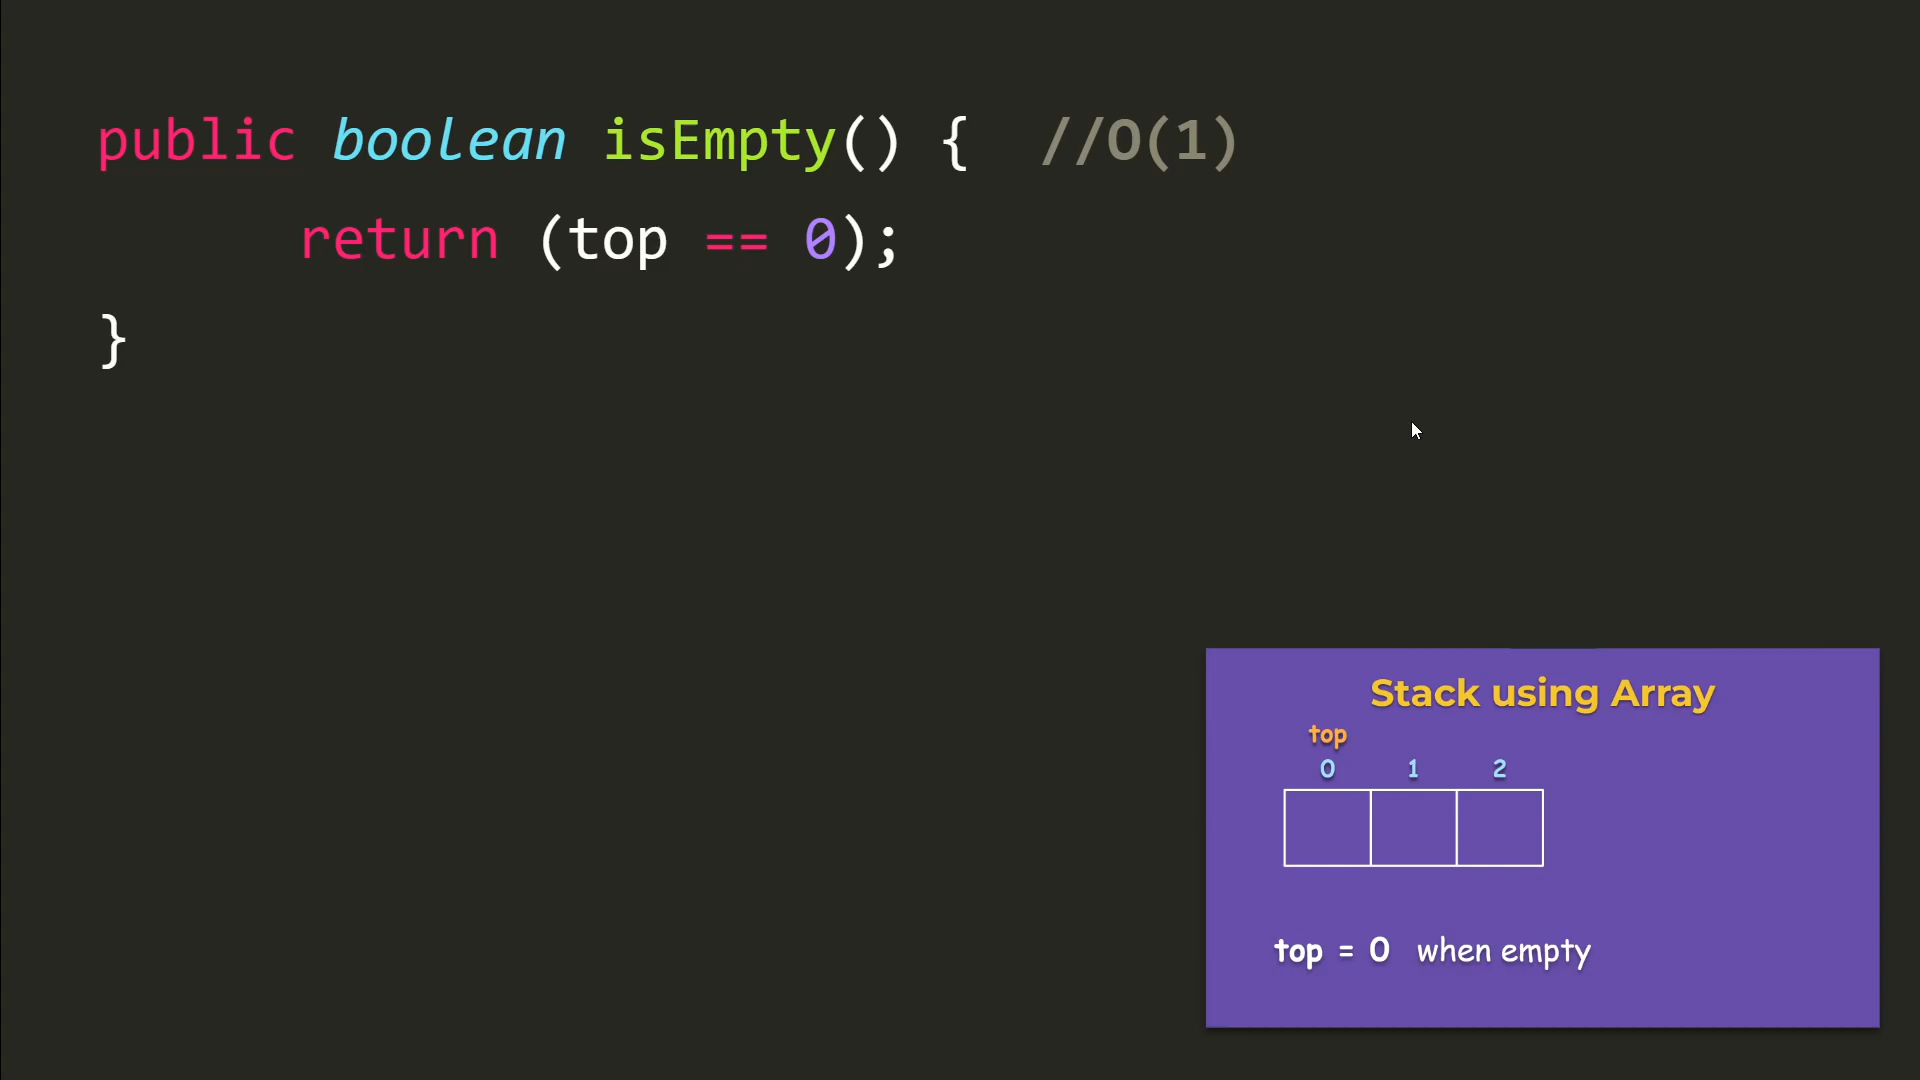 public boolean isEmpty() {  //O(1)
return (top == 0);
}
Stack using Array
top
0 1 2
top = 0 when empty